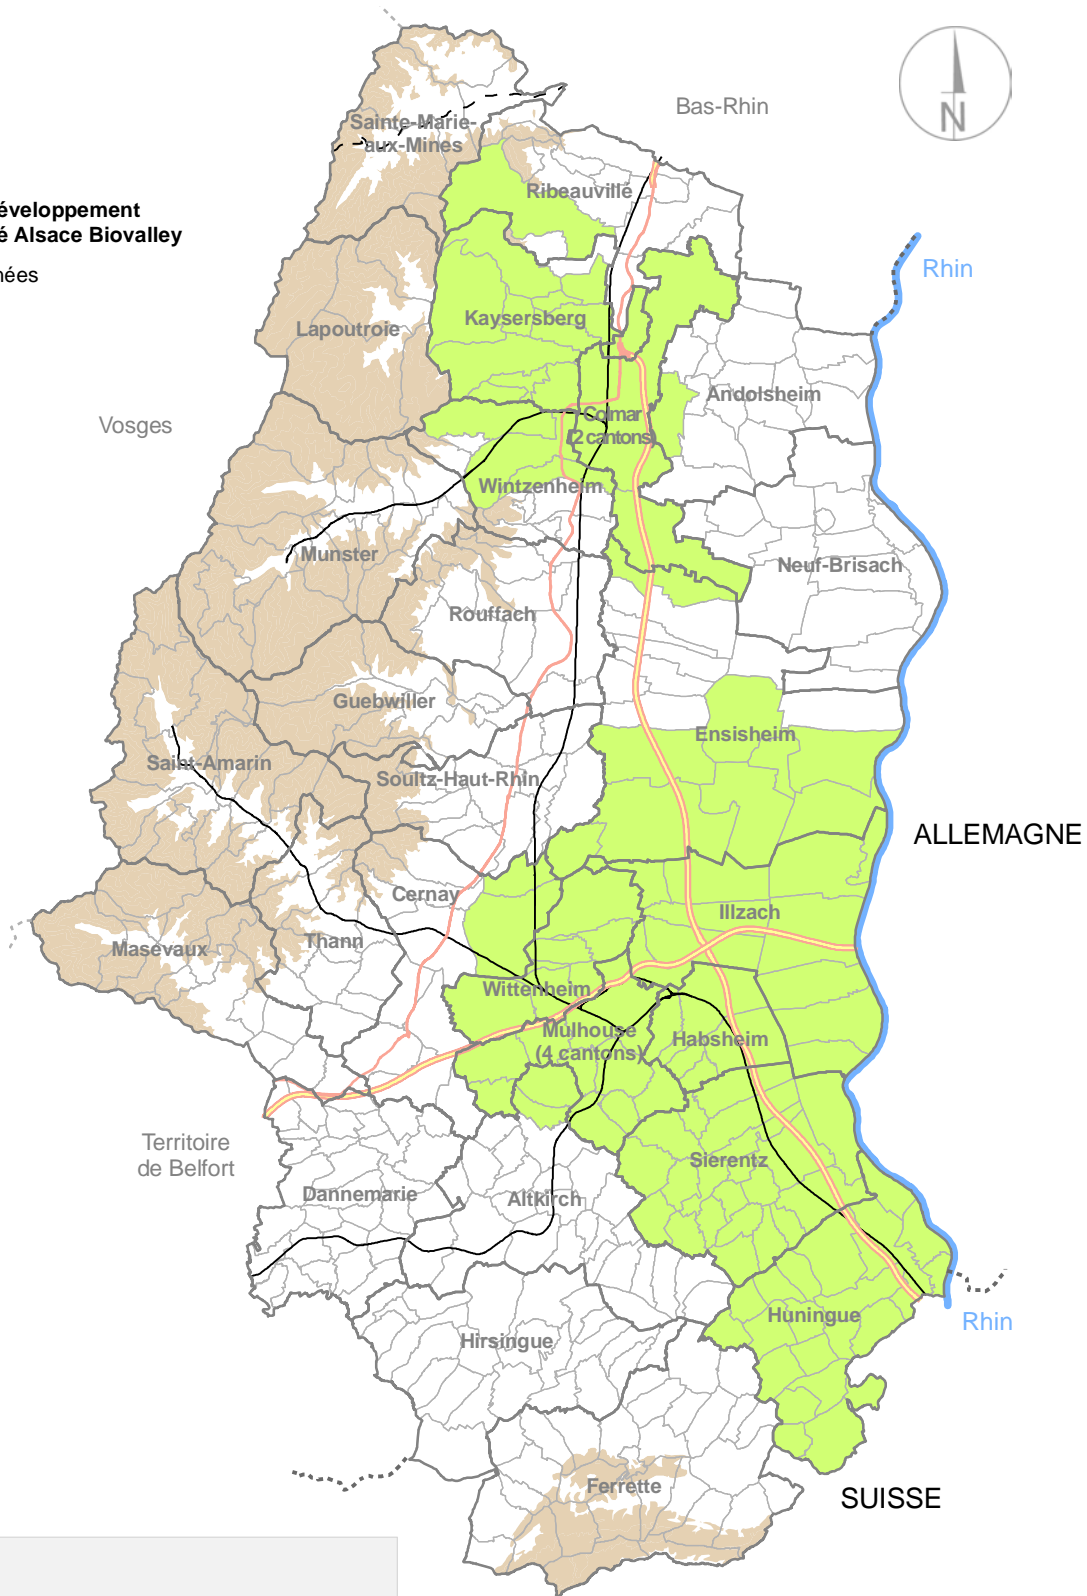 Bas-Rhin
N
Sainte-Marie-
aux-Mines
Ribeauvillé
éveloppement
é Alsace Biovalley
nées
Rhin
Kaysersberg
Lapoutroie
Andolsheim
Vosges
Colmar
(2 cantons)
Wintzenheim
Munster
Neuf-Brisach
Rouffach
Guebwiller
Ensisheim
Saint-Amarin
Soultz-Haut-Rhin
ALLEMAGNE
Cernay
Illzach
Masevaux
Thann
Wittenheim
Mulhouse
(4 cantons)
Habsheim
Territoire
de Belfort
Sierentz
Dannemarie
Altkirch
Huningue
Rhin
Hirsingue
Ferrette
SUISSE